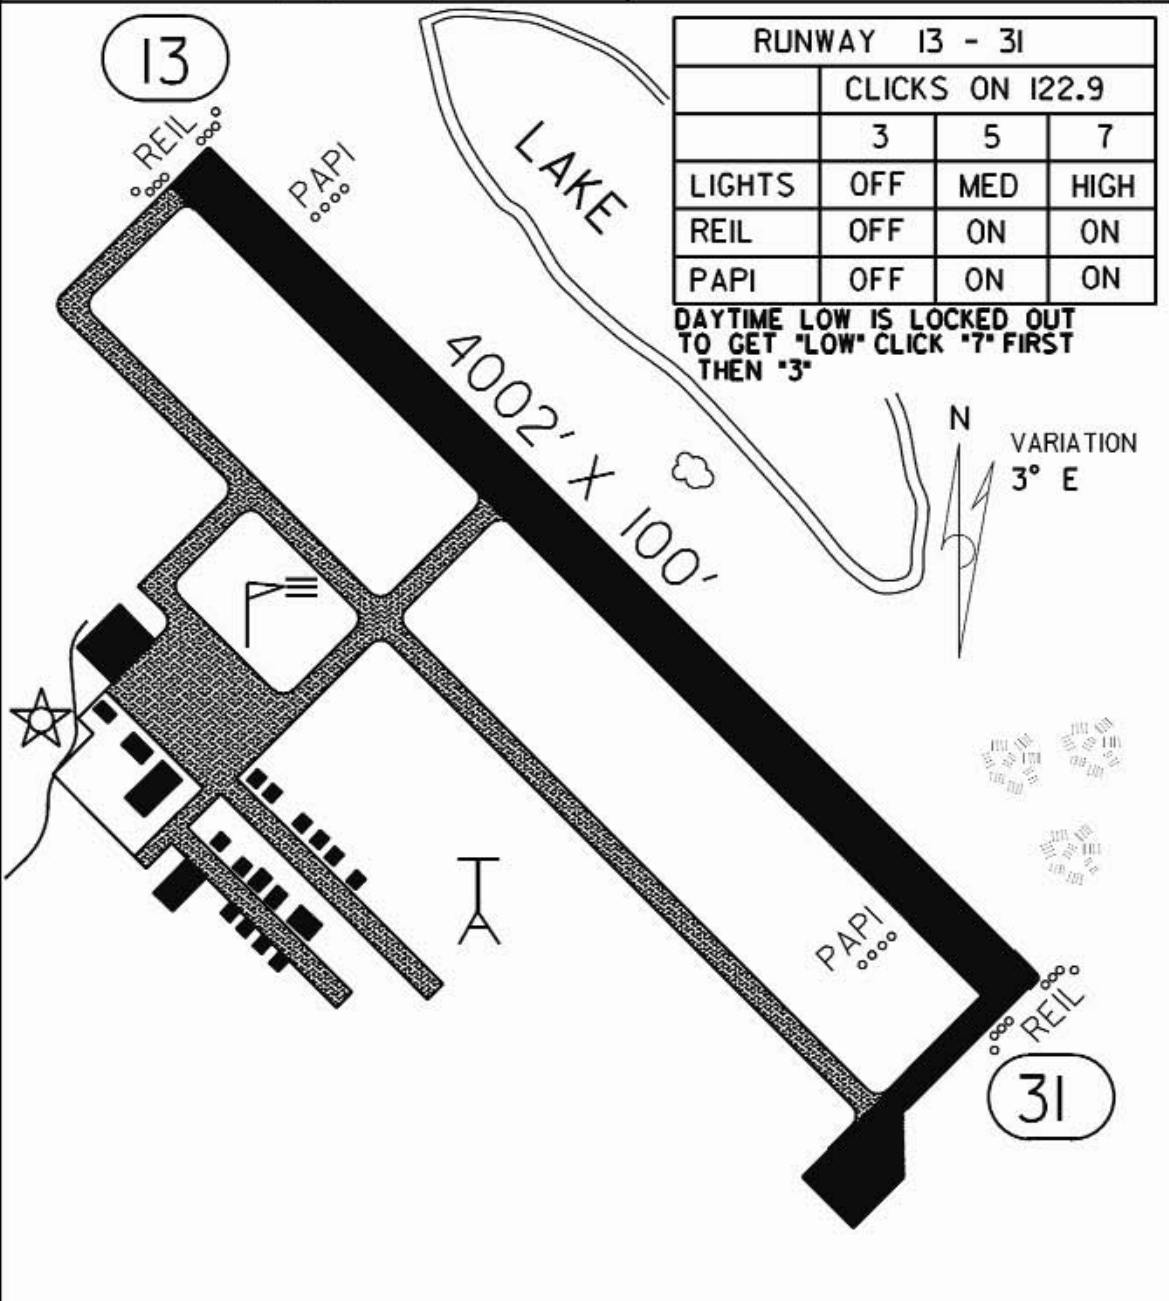 13
RUNWAY 13 - 31
CLICKS ON 122.9
3 5 7
LIGHTS OFF MED HIGH
REIL OFF ON ON
PAPI OFF ON ON
DAYTIME LOW IS LOCKED OUT
TO GET "LOW" CLICK "7" FIRST
THEN "3"
REIL
PAPI
LAKE
4002' X 100'
N
VARIATION
3° E
PAPI
REIL
31